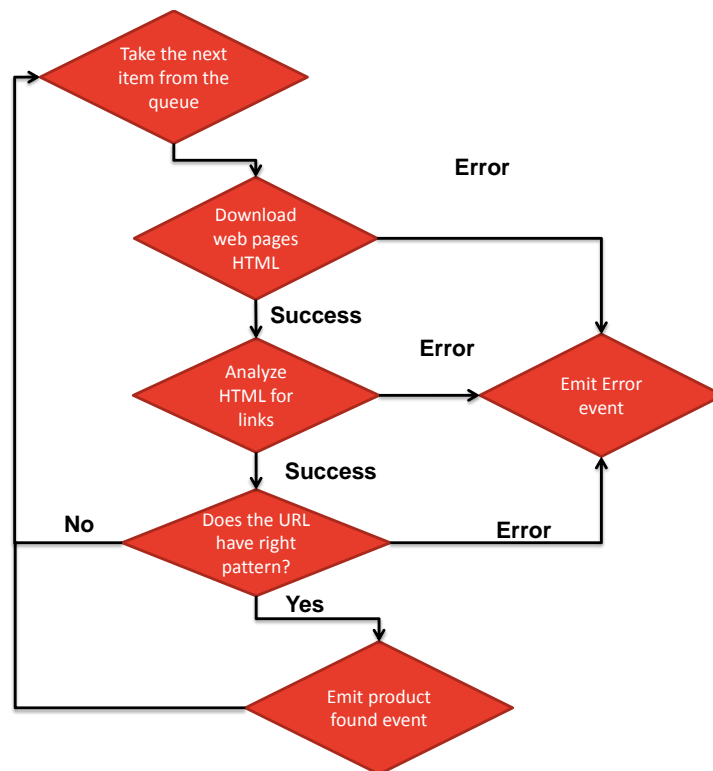 Take the next
item from the
queue
Error
Download
web pages
HTML
Success
Error
Analyze
HTML for
links
Emit Error
event
Success
No
Does the URL
have right
pattern?
Error
Yes
Emit product
found event